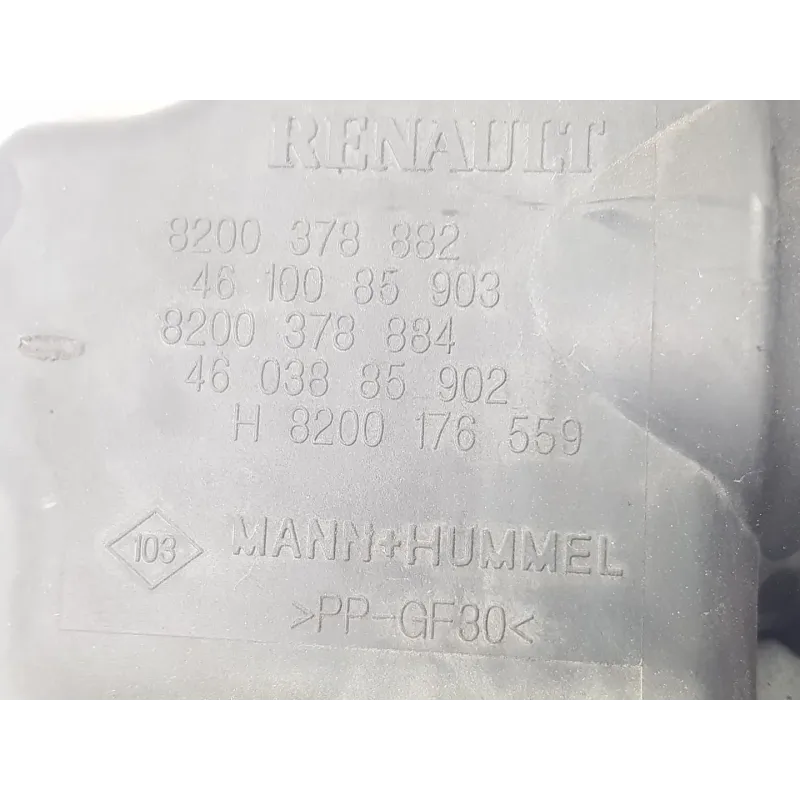 RENAULT
8200 378 882
46 100 85 903
8200 378 884
46 038 85 902
H 8200 176 559
103 MANN+HUMMEL
>PP-GF30<